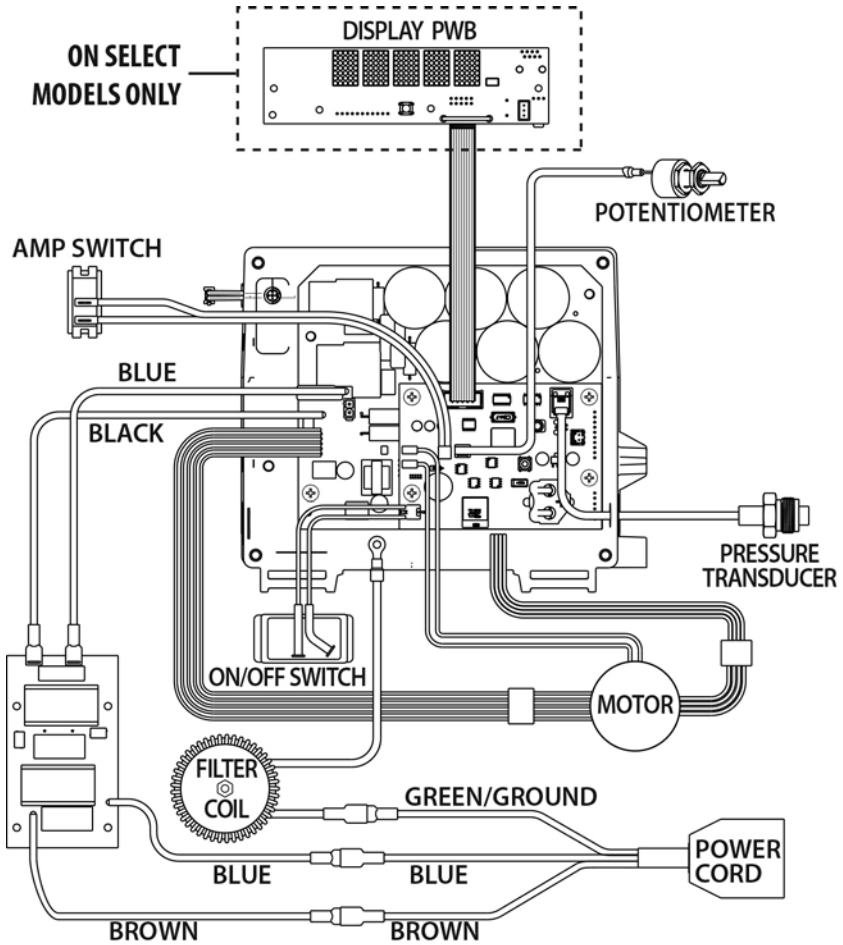 DISPLAY PWB
ON SELECT
MODELS ONLY
POTENTIOMETER
AMP SWITCH
BLUE
BLACK
PRESSURE
TRANSDUCER
ON/OFF SWITCH
MOTOR
FILTER
COIL
GREEN/GROUND
POWER
CORD
BLUE
BLUE
BROWN
BROWN